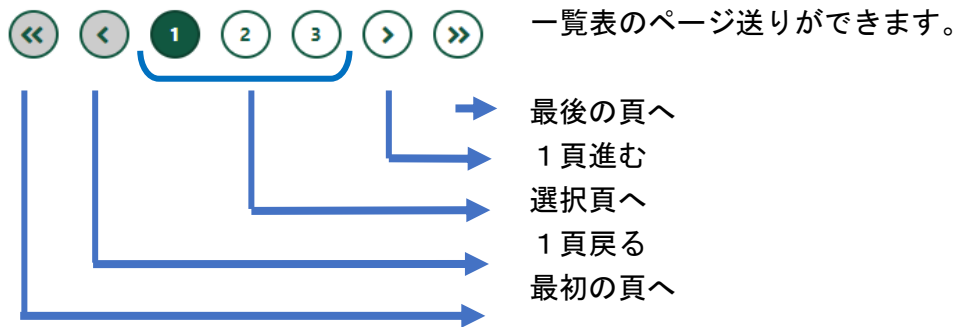 « ‹ 1 2 3 › »
一覧表のページ送りができます。
最後の頁へ
１頁進む
選択頁へ
１頁戻る
最初の頁へ